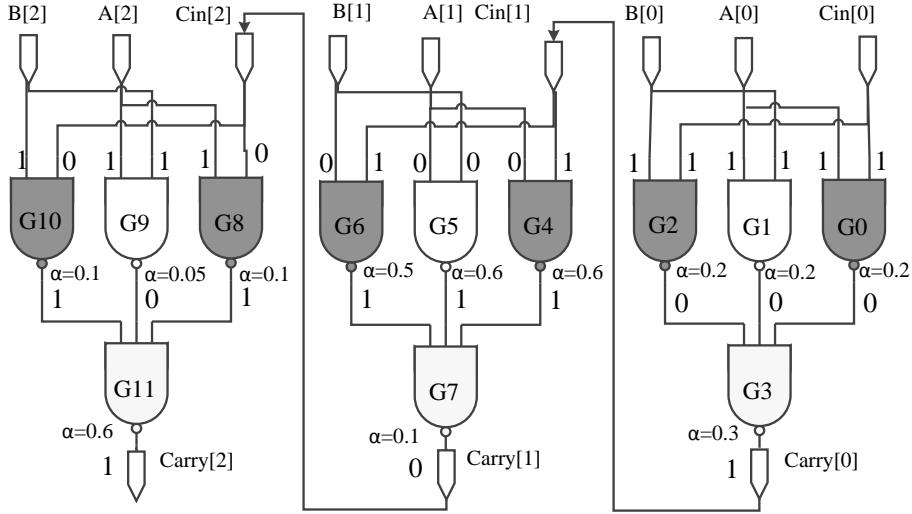 B[2] A[2] Cin[2] B[1] A[1] Cin[1] B[0] A[0] Cin[0]
1 0 1 1 1 0 0 1 0 0 0 1 1 1 1 1 1 1
G10 G9 G8 G6 G5 G4 G2 G1 G0
α=0.1 α=0.05 α=0.1 α=0.5 α=0.6 α=0.6 α=0.2 α=0.2 α=0.2
1 0 1 1 1 1 0 0 0
G11 G7 G3
α=0.6 α=0.1 α=0.3
1 Carry[2] 0 Carry[1] 1 Carry[0]